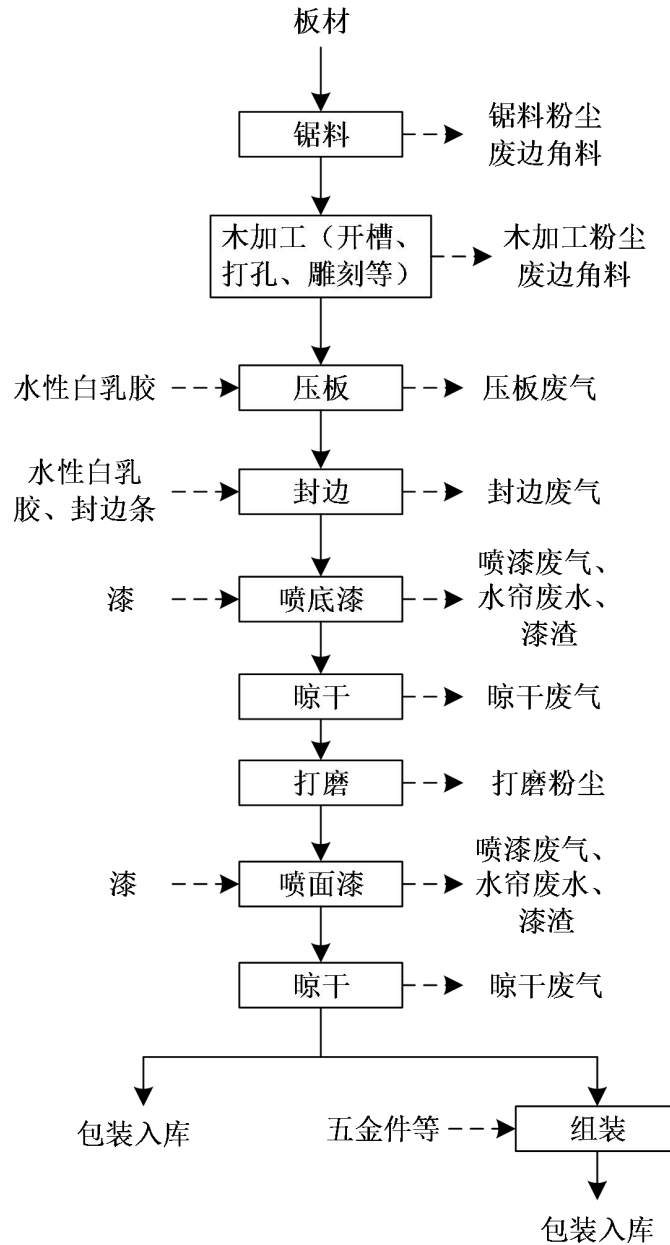 板材
锯料
锯料粉尘
废边角料
木加工（开槽、
打孔、雕刻等）
木加工粉尘
废边角料
水性白乳胶
压板
压板废气
水性白乳
胶、封边条
封边
封边废气
漆
喷底漆
喷漆废气、
水帘废水、
漆渣
晾干
晾干废气
打磨
打磨粉尘
漆
喷面漆
喷漆废气、
水帘废水、
漆渣
晾干
晾干废气
包装入库
五金件等
组装
包装入库